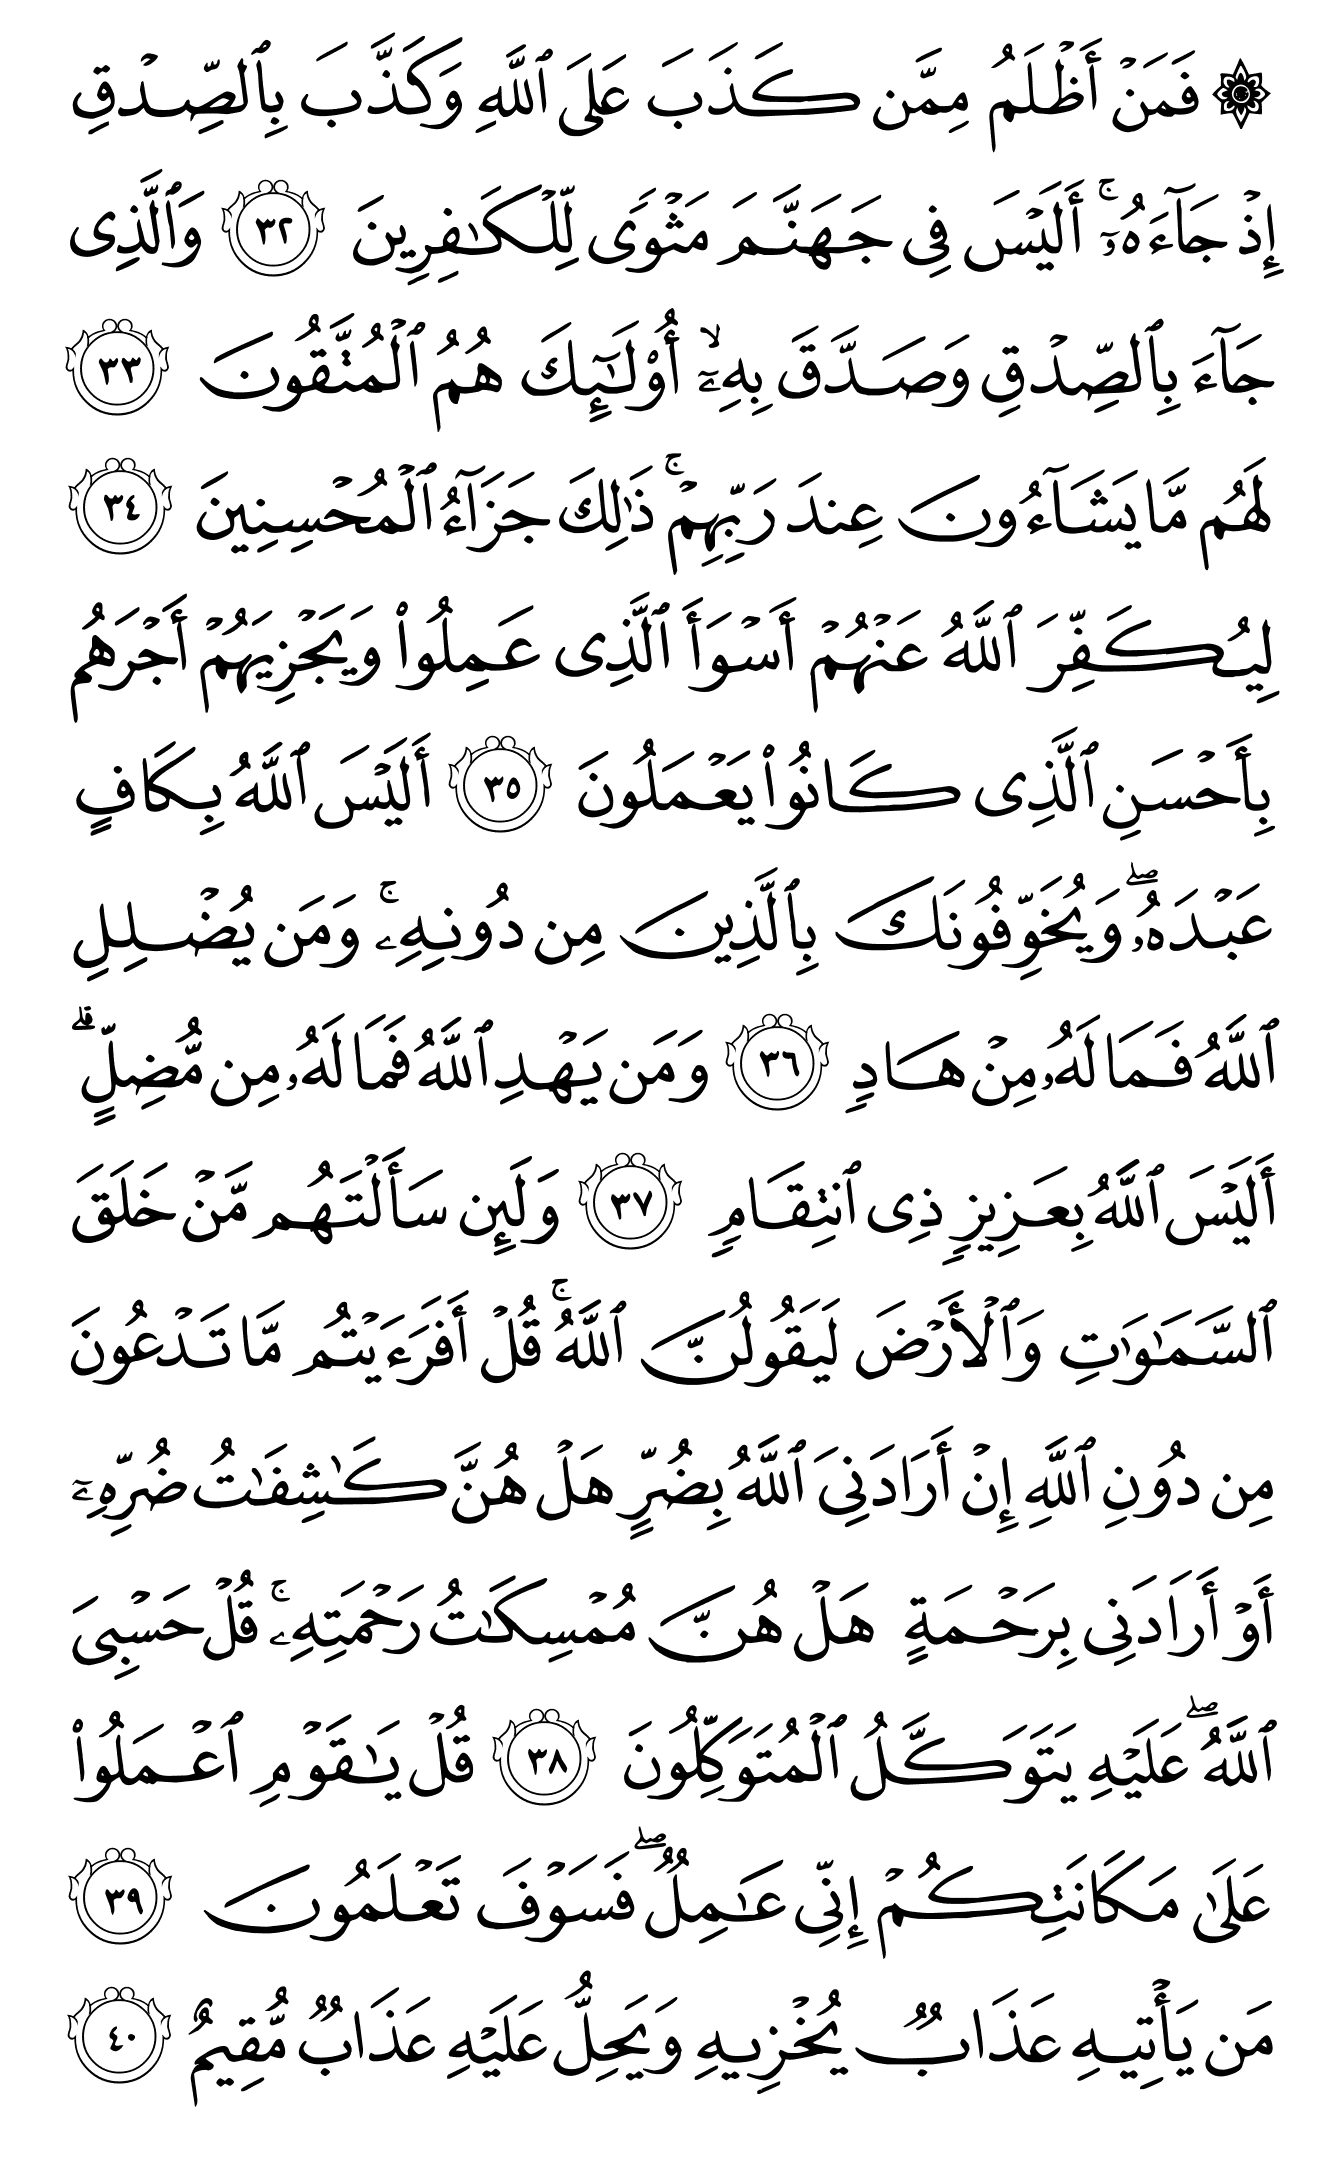 ۞ فَمَنۡ أَظۡلَمُ مِمَّن كَذَبَ عَلَى ٱللَّهِ وَكَذَّبَ بِٱلصِّدۡقِ
إِذۡ جَآءَهُۥٓۚ أَلَيۡسَ فِى جَهَنَّمَ مَثۡوًى لِّلۡكَٰفِرِينَ ٣٢ وَٱلَّذِى
جَآءَ بِٱلصِّدۡقِ وَصَدَّقَ بِهِۦٓۙ أُوْلَٰٓئِكَ هُمُ ٱلۡمُتَّقُونَ ٣٣
لَهُم مَّا يَشَآءُونَ عِندَ رَبِّهِمۡۚ ذَٰلِكَ جَزَآءُ ٱلۡمُحۡسِنِينَ ٣٤
لِيُكَفِّرَ ٱللَّهُ عَنۡهُمۡ أَسۡوَأَ ٱلَّذِى عَمِلُواْ وَيَجۡزِيَهُمۡ أَجۡرَهُم
بِأَحۡسَنِ ٱلَّذِى كَانُواْ يَعۡمَلُونَ ٣٥ أَلَيۡسَ ٱللَّهُ بِكَافٍ
عَبۡدَهُۥۖ وَيُخَوِّفُونَكَ بِٱلَّذِينَ مِن دُونِهِۦۚ وَمَن يُضۡلِلِ
ٱللَّهُ فَمَا لَهُۥ مِنۡ هَادٍ ٣٦ وَمَن يَهۡدِ ٱللَّهُ فَمَا لَهُۥ مِن مُّضِلٍّۗ
أَلَيۡسَ ٱللَّهُ بِعَزِيزٍ ذِى ٱنتِقَامٍ ٣٧ وَلَئِن سَأَلۡتَهُم مَّنۡ خَلَقَ
ٱلسَّمَٰوَٰتِ وَٱلۡأَرۡضَ لَيَقُولُنَّ ٱللَّهُۚ قُلۡ أَفَرَءَيۡتُم مَّا تَدۡعُونَ
مِن دُونِ ٱللَّهِ إِنۡ أَرَادَنِىَ ٱللَّهُ بِضُرٍّ هَلۡ هُنَّ كَٰشِفَٰتُ ضُرِّهِۦٓ
أَوۡ أَرَادَنِى بِرَحۡمَةٍ هَلۡ هُنَّ مُمۡسِكَٰتُ رَحۡمَتِهِۦۚ قُلۡ حَسۡبِىَ
ٱللَّهُۖ عَلَيۡهِ يَتَوَكَّلُ ٱلۡمُتَوَكِّلُونَ ٣٨ قُلۡ يَٰقَوۡمِ ٱعۡمَلُواْ
عَلَىٰ مَكَانَتِكُمۡ إِنِّى عَٰمِلٌۖ فَسَوۡفَ تَعۡلَمُونَ ٣٩
مَن يَأۡتِيهِ عَذَابٌ يُخۡزِيهِ وَيَحِلُّ عَلَيۡهِ عَذَابٌ مُّقِيمٌ ٤٠